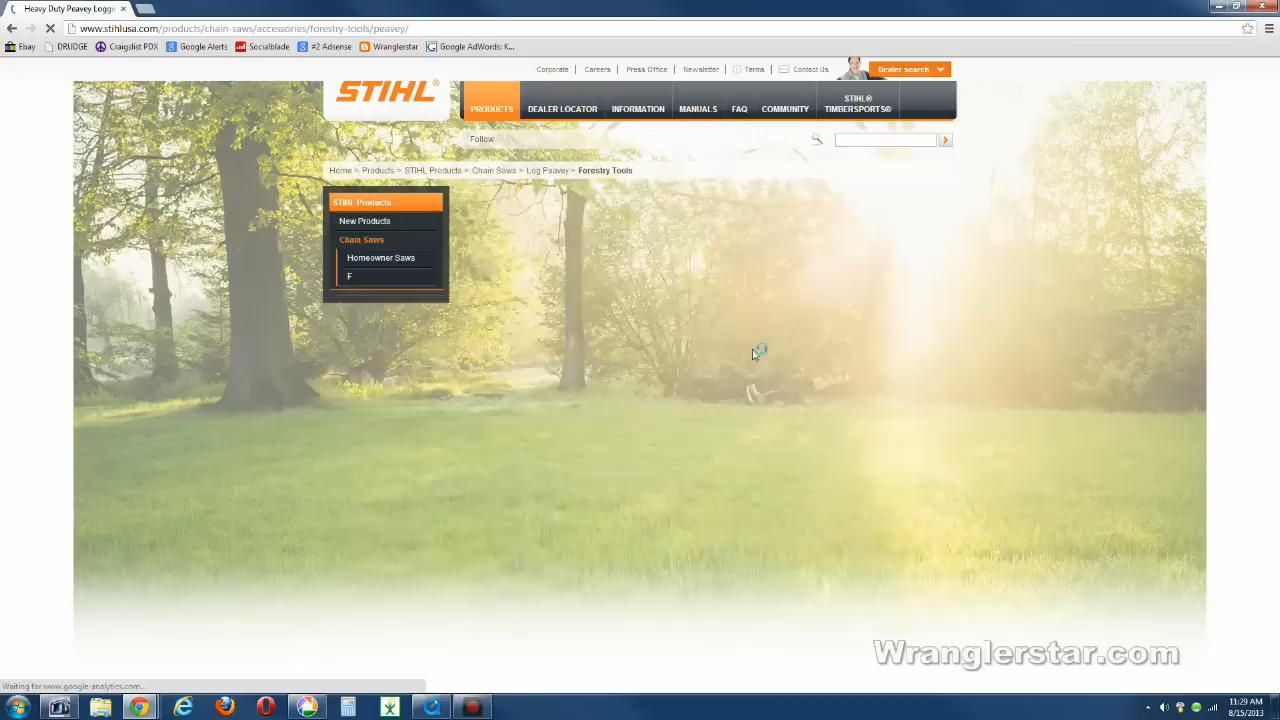 Heavy Duty Peavey Loggi
www.stihlusa.com/products/chain-saws/accessories/forestry-tools/peavey/
Ebay DRUDGE Craigslist PDX Google Alerts Socialblade #2 Adsense Wranglerstar Google AdWords: K...
Corporate Careers Press Office Newsletter Terms Contact Us Dealer search
STIHL®
PRODUCTS DEALER LOCATOR INFORMATION MANUALS FAQ COMMUNITY STIHL® TIMBERSPORTS®
Follow
Home > Products > STIHL Products > Chain Saws > Log Peavey > Forestry Tools
STIHL Products
New Products
Chain Saws
Homeowner Saws
F
Wranglerstar.com
Waiting for www.google-analytics.com...
11:29 AM
8/15/2013